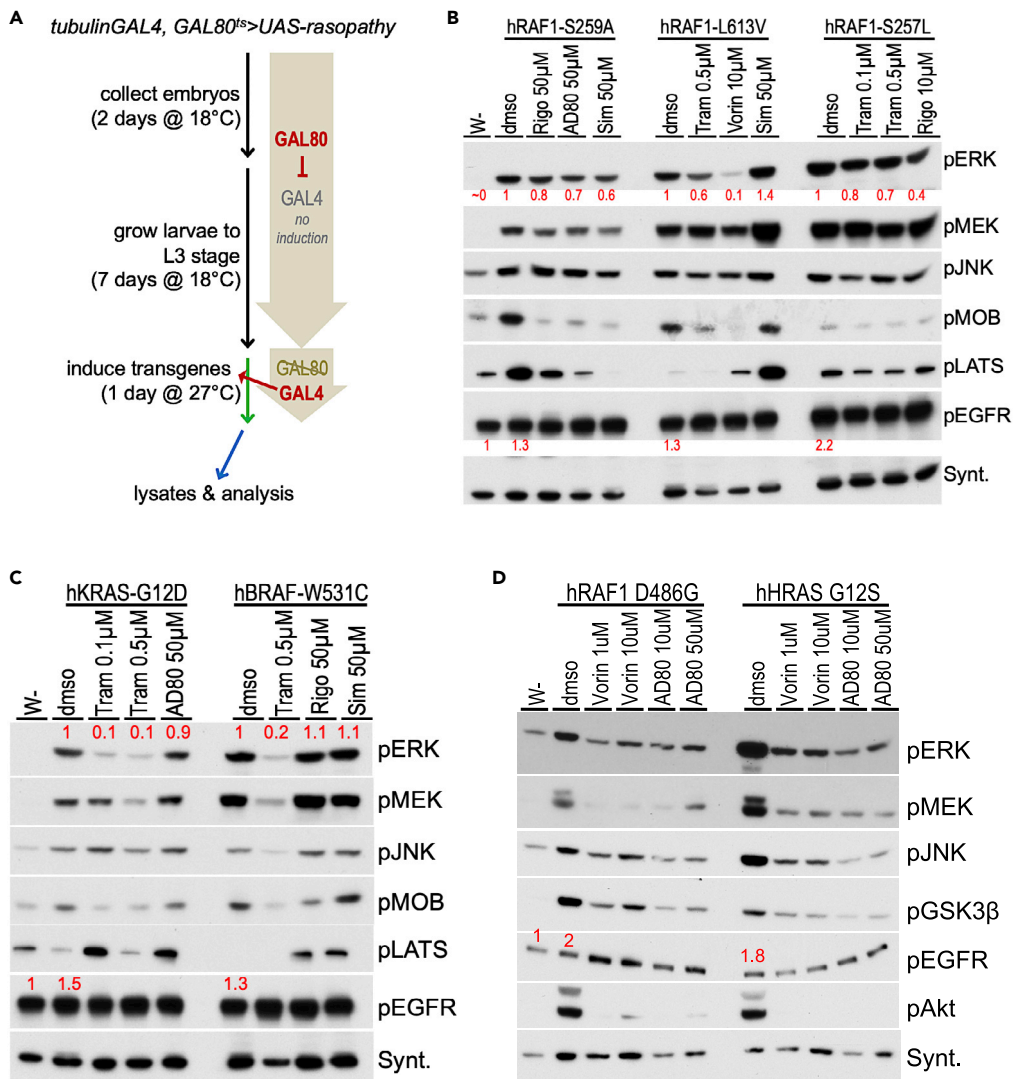 A
tubulinGAL4, GAL80ts>UAS-rasopathy
collect embryos
(2 days @ 18°C)
GAL80
GAL4
no
induction
grow larvae to
L3 stage
(7 days @ 18°C)
induce transgenes
(1 day @ 27°C)
GAL80
GAL4
lysates & analysis
B
hRAF1-S259A hRAF1-L613V hRAF1-S257L
W- dmso Rigo 50µM AD80 50µM Sim 50µM dmso Tram 0.5µM Vorin 10µM Sim 50µM dmso Tram 0.1µM Tram 0.5µM Rigo 10µM
pERK
~0 1 0.8 0.7 0.6 1 0.6 0.1 1.4 1 0.8 0.7 0.4
pMEK
pJNK
pMOB
pLATS
pEGFR
1 1.3 1.3 2.2
Synt.
C
hKRAS-G12D hBRAF-W531C
W- dmso Tram 0.1µM Tram 0.5µM AD80 50µM dmso Tram 0.5µM Rigo 50µM Sim 50µM
1 0.1 0.1 0.9 1 0.2 1.1 1.1
pERK
pMEK
pJNK
pMOB
pLATS
1 1.5 1.3
pEGFR
Synt.
D
hRAF1 D486G hHRAS G12S
W- dmso Vorin 1uM Vorin 10uM AD80 10uM AD80 50uM dmso Vorin 1uM Vorin 10uM AD80 10uM AD80 50uM
pERK
pMEK
pJNK
pGSK3β
1 2 1.8
pEGFR
pAkt
Synt.